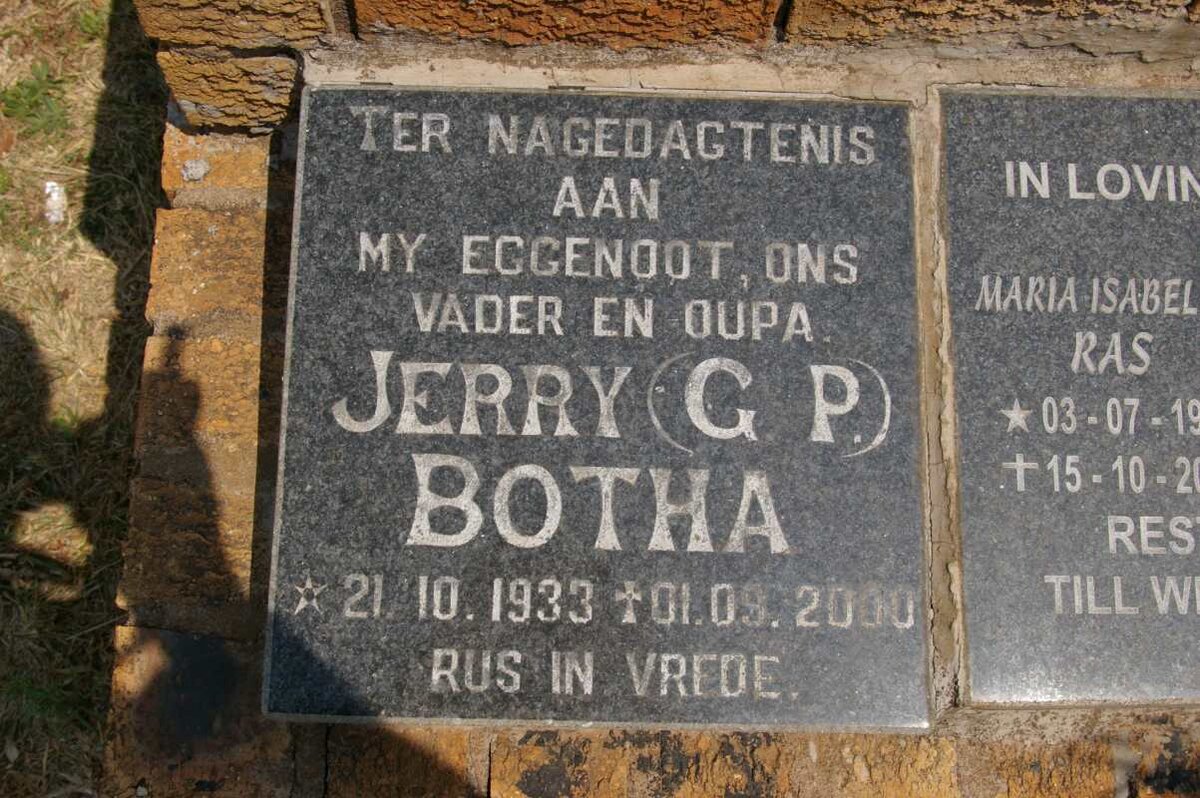 TER NAGEDAGTENIS
AAN
MY EGGENOOT, ONS
VADER EN OUPA.
JERRY (G P.)
BOTHA
21. 10. 1933 01.09. 2000
RUS IN VREDE.
IN LOVIN
MARIA ISABEL
RAS
03 - 07 - 19
15 - 10 - 20
RES
TILL W